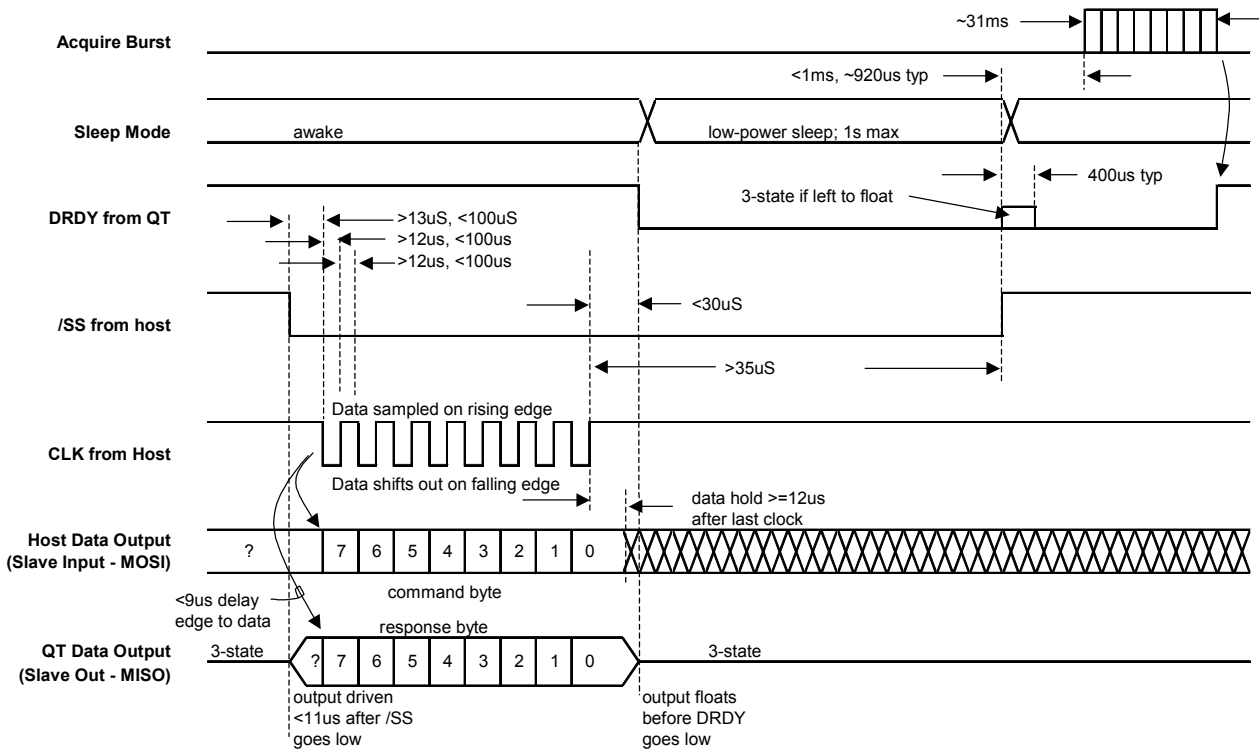 ~31ms
Acquire Burst
<1ms, ~920us typ
Sleep Mode
awake
low-power sleep; 1s max
3-state if left to float
400us typ
DRDY from QT
>13uS, <100uS
>12us, <100us
>12us, <100us
<30uS
/SS from host
>35uS
Data sampled on rising edge
CLK from Host
Data shifts out on falling edge
data hold >=12us
after last clock
Host Data Output
(Slave Input - MOSI)
? 7 6 5 4 3 2 1 0
command byte
<9us delay
edge to data
response byte
QT Data Output
(Slave Out - MISO)
3-state
? 7 6 5 4 3 2 1 0
3-state
output driven
<11us after /SS
goes low
output floats
before DRDY
goes low